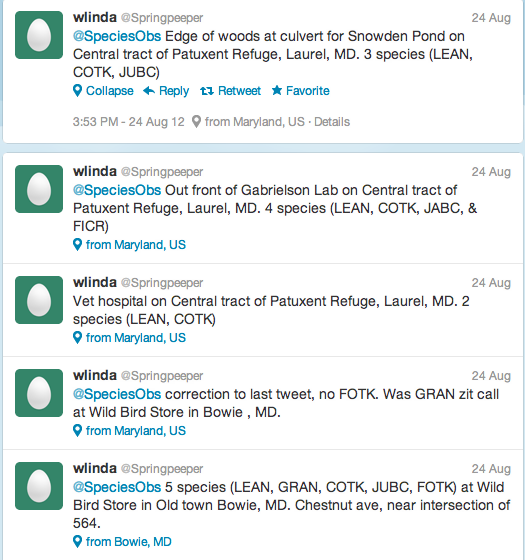 wlinda @Springpeeper 24 Aug
@SpeciesObs Edge of woods at culvert for Snowden Pond on
Central tract of Patuxent Refuge, Laurel, MD. 3 species (LEAN,
COTK, JUBC)
Collapse Reply Retweet Favorite
3:53 PM - 24 Aug 12 from Maryland, US · Details
wlinda @Springpeeper 24 Aug
@SpeciesObs Out front of Gabrielson Lab on Central tract of
Patuxent Refuge, Laurel, MD. 4 species (LEAN, COTK, JABC, &
FICR)
from Maryland, US
wlinda @Springpeeper 24 Aug
Vet hospital on Central tract of Patuxent Refuge, Laurel, MD. 2
species (LEAN, COTK)
from Maryland, US
wlinda @Springpeeper 24 Aug
@SpeciesObs correction to last tweet, no FOTK. Was GRAN zit call
at Wild Bird Store in Bowie , MD.
from Maryland, US
wlinda @Springpeeper 24 Aug
@SpeciesObs 5 species (LEAN, GRAN, COTK, JUBC, FOTK) at Wild
Bird Store in Old town Bowie, MD. Chestnut ave, near intersection of
564.
from Bowie, MD